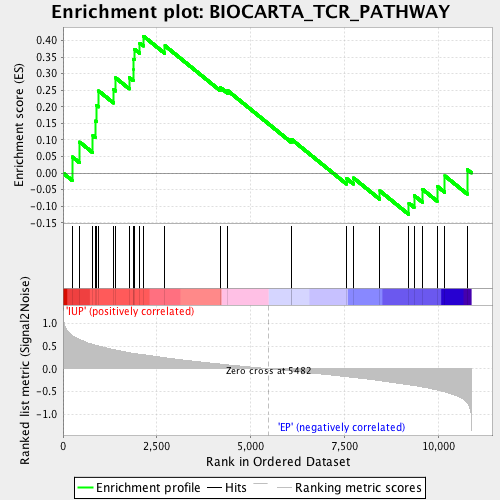 Enrichment plot: BIOCARTA_TCR_PATHWAY
Enrichment score (ES)
0.40
0.35
0.30
0.25
0.20
0.15
0.10
0.05
0.00
-0.05
-0.10
-0.15
Ranked list metric (Signal2Noise)
1.0
0.5
0.0
-0.5
-1.0
'IUP' (positively correlated)
Zero cross at 5482
'EP' (negatively correlated)
0 2,500 5,000 7,500 10,000
Rank in Ordered Dataset
Enrichment profile Hits Ranking metric scores